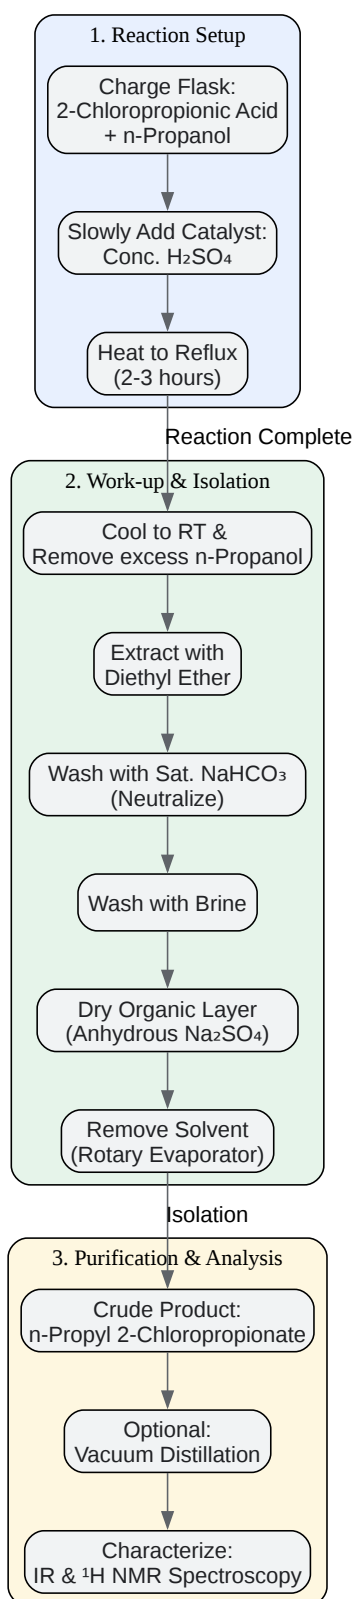 1. Reaction Setup
Charge Flask:
2-Chloropropionic Acid
+ n-Propanol
Slowly Add Catalyst:
Conc. H₂SO₄
Heat to Reflux
(2-3 hours)
Reaction Complete
2. Work-up & Isolation
Cool to RT &
Remove excess n-Propanol
Extract with
Diethyl Ether
Wash with Sat. NaHCO₃
(Neutralize)
Wash with Brine
Dry Organic Layer
(Anhydrous Na₂SO₄)
Remove Solvent
(Rotary Evaporator)
Isolation
3. Purification & Analysis
Crude Product:
n-Propyl 2-Chloropropionate
Optional:
Vacuum Distillation
Characterize:
IR & ¹H NMR Spectroscopy